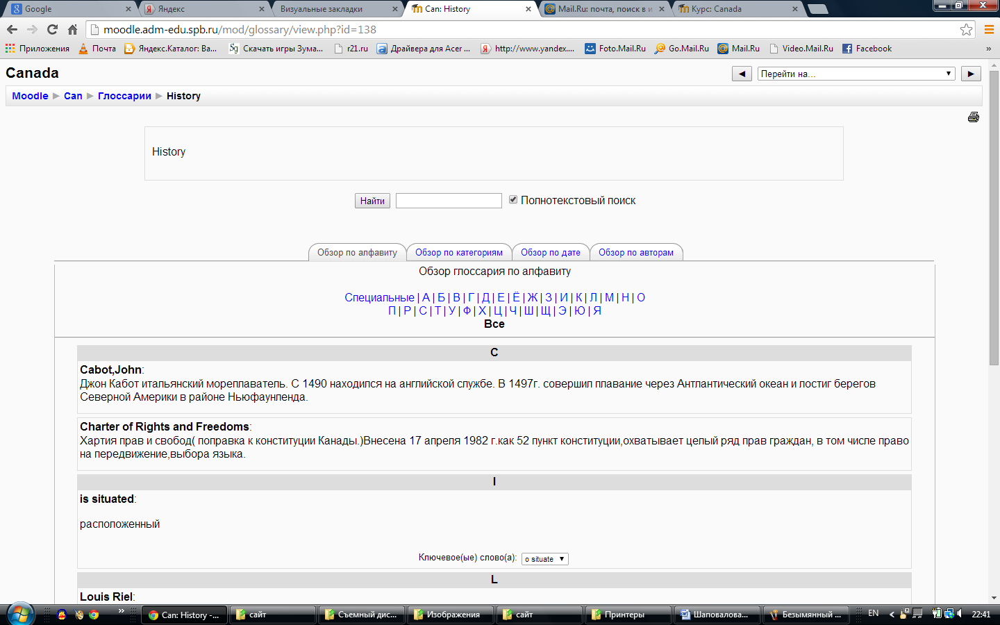 Google
Яндекс
Визуальные закладки
Can: History
Mail.Ru: почта, поиск в и
Курс: Canada
moodle.adm-edu.spb.ru/mod/glossary/view.php?id=138
Приложения
Почта
Яндекс.Каталог: Ва...
Скачать игры Зума...
r21.ru
Драйвера для Acer ...
http://www.yandex....
Foto.Mail.Ru
Go.Mail.Ru
Mail.Ru
Video.Mail.Ru
Facebook
»
Canada
Перейти на...
Moodle ► Can ► Глоссарии ► History
History
Найти
Полнотекстовый поиск
Обзор по алфавиту
Обзор по категориям
Обзор по дате
Обзор по авторам
Обзор глоссария по алфавиту
Специальные | А | Б | В | Г | Д | Е | Ё | Ж | З | И | К | Л | М | Н | О
П | Р | С | Т | У | Ф | Х | Ц | Ч | Ш | Щ | Э | Ю | Я
Все
C
Cabot,John:
Джон Кабот итальянский мореплаватель. С 1490 находился на английской службе. В 1497г. совершил плавание через Антлантический океан и лостиг берегов
Северной Америки в районе Ньюфаунленда.
Charter of Rights and Freedoms:
Хартия прав и свобод( поправка к конституции Канады.)Внесена 17 апреля 1982 г.как 52 пункт конституции,охватывает целый ряд прав граждан, в том числе право
на передвижение,выбора языка.
I
is situated:
расположенный
Ключевое(ые) слово(а): o situate
L
Louis Riel:
»
Can: History -...
сайт
Съемный дис...
Изображения
сайт
Принтеры
Шаповалова...
Безымянный ...
EN
22:41